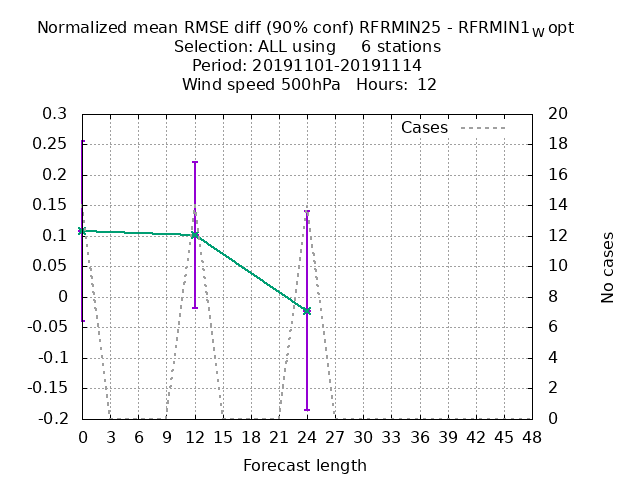 Normalized mean RMSE diff (90% conf) RFRMIN25 - RFRMIN1wopt
Selection: ALL using     6 stations
Period: 20191101-20191114
Wind speed 500hPa   Hours:  12
Cases
0.3
0.25
0.2
0.15
0.1
0.05
0
-0.05
-0.1
-0.15
-0.2
20
18
16
14
12
10
8
6
4
2
0
No cases
0 3 6 9 12 15 18 21 24 27 30 33 36 39 42 45 48
Forecast length